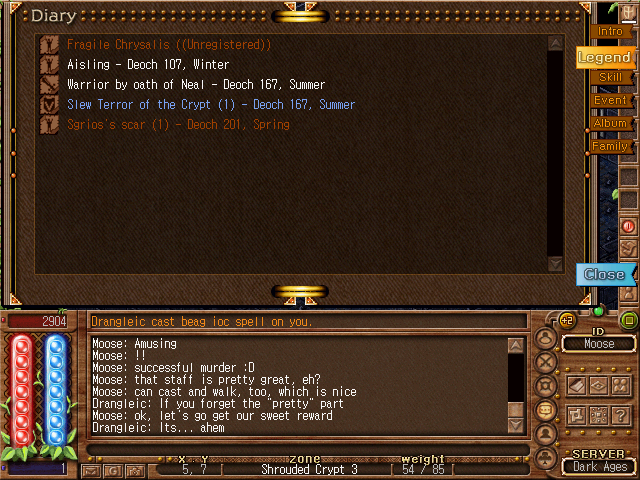 Diary
Intro
Legend
Skill
Event
Album
Family
Close
Fragile Chrysalis ((Unregistered))
Aisling - Deoch 107, Winter
Warrior by oath of Neal - Deoch 167, Summer
Slew Terror of the Crypt (1) - Deoch 167, Summer
Sgrios's scar (1) - Deoch 201, Spring
2904
Drangleic cast beag ioc spell on you.
+2
Moose: Amusing
Moose: !!
Moose: successful murder :D
Moose: that staff is pretty great, eh?
Moose: can cast and walk, too, which is nice
Drangleic: If you forget the "pretty" part
Moose: ok, let's go get our sweet reward
Drangleic: Its... ahem
ID
Moose
1
x Y zone weight
5, 7 Shrouded Crypt 3 54 / 85
SERVER
Dark Ages